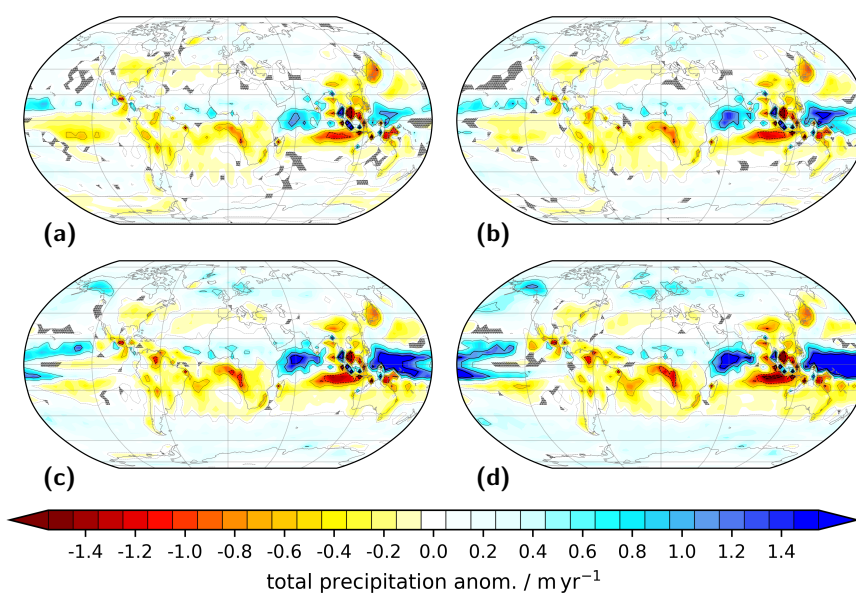 (a) (b)
(c) (d)
-1.4 -1.2 -1.0 -0.8 -0.6 -0.4 -0.2 0.0 0.2 0.4 0.6 0.8 1.0 1.2 1.4
total precipitation anom. / m yr⁻¹